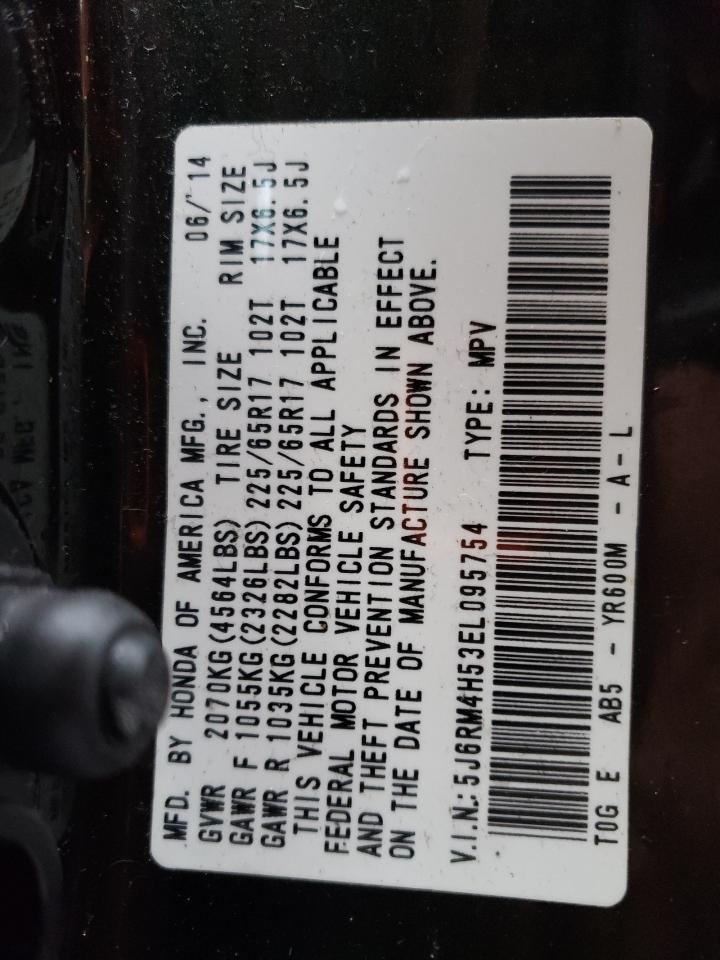 MFD. BY HONDA OF AMERICA MFG., INC. 06/'14
GVWR 2070KG(4564LBS) TIRE SIZE RIM SIZE
GAWR F 1055KG(2326LBS) 225/65R17 102T 17X6.5J
GAWR R 1035KG(2282LBS) 225/65R17 102T 17X6.5J
THIS VEHICLE CONFORMS TO ALL APPLICABLE
FEDERAL MOTOR VEHICLE SAFETY
AND THEFT PREVENTION STANDARDS IN EFFECT
ON THE DATE OF MANUFACTURE SHOWN ABOVE.
V.I.N.:5J6RM4H53EL095754 TYPE: MPV
T0G E AB5 - YR600M - A - L